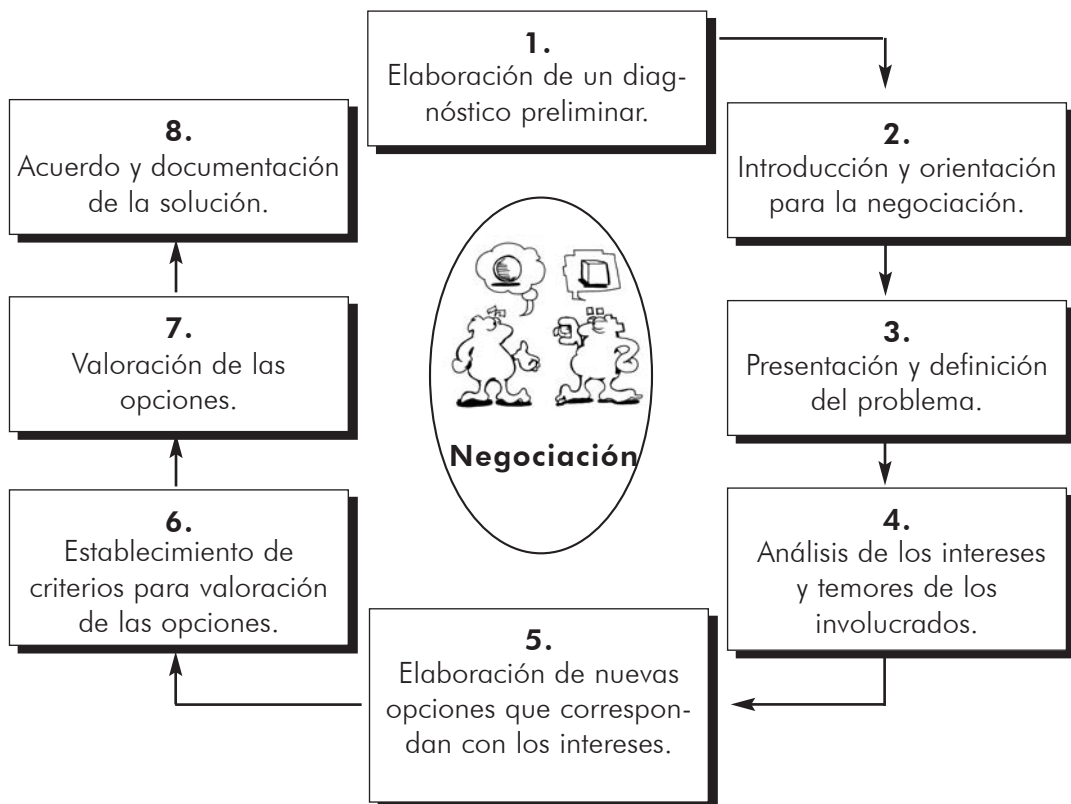 1.
Elaboración de un diag-
nóstico preliminar.
2.
Introducción y orientación
para la negociación.
3.
Presentación y definición
del problema.
4.
Análisis de los intereses
y temores de los
involucrados.
5.
Elaboración de nuevas
opciones que correspon-
dan con los intereses.
6.
Establecimiento de
criterios para valoración
de las opciones.
7.
Valoración de las
opciones.
8.
Acuerdo y documentación
de la solución.
Negociación